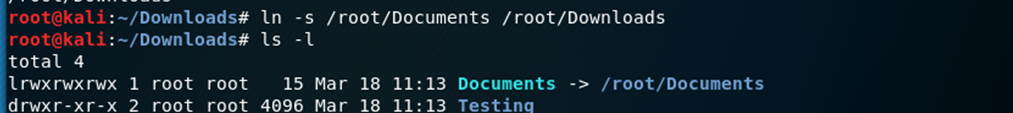 root@kali:~/Downloads# ln -s /root/Documents /root/Downloads
root@kali:~/Downloads# ls -l
total 4
lrwxrwxrwx 1 root root   15 Mar 18 11:13 Documents -> /root/Documents
drwxr-xr-x 2 root root 4096 Mar 18 11:13 Testing